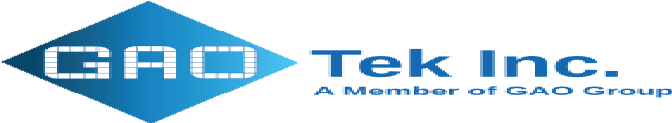 GAO
Tek Inc.
A Member of GAO Group